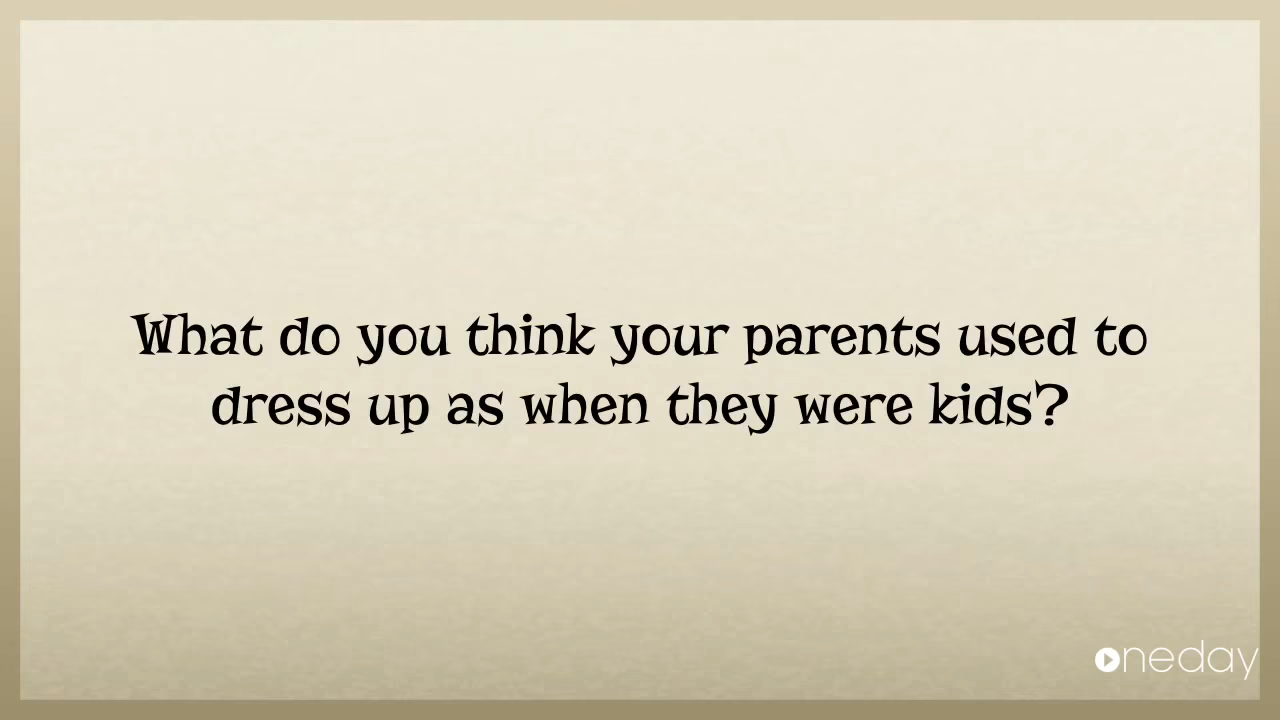 What do you think your parents used to
dress up as when they were kids?
oneday